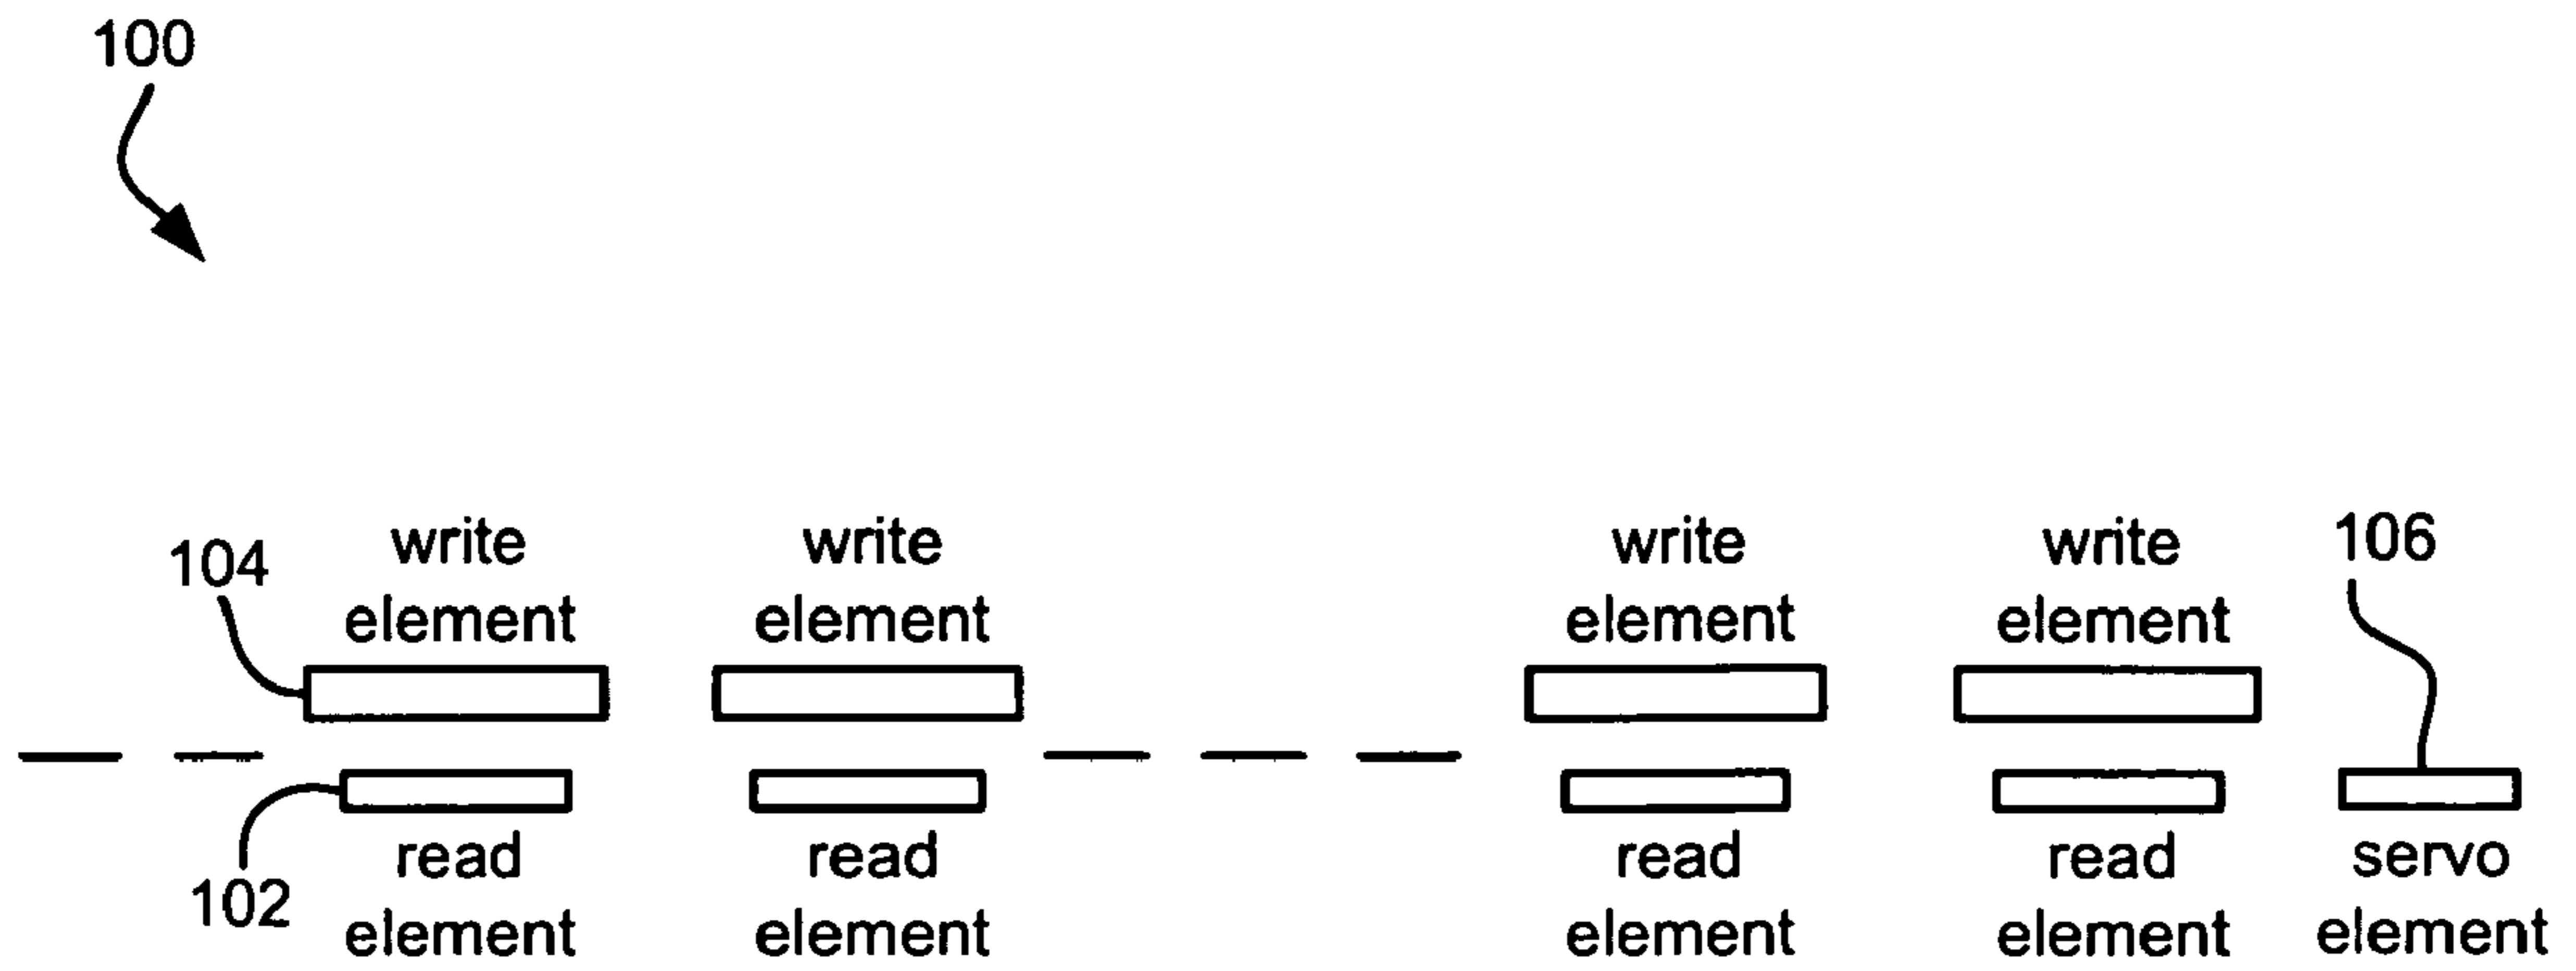 100
104
write
element
write
element
write
element
write
element
106
102
read
element
read
element
read
element
read
element
servo
element